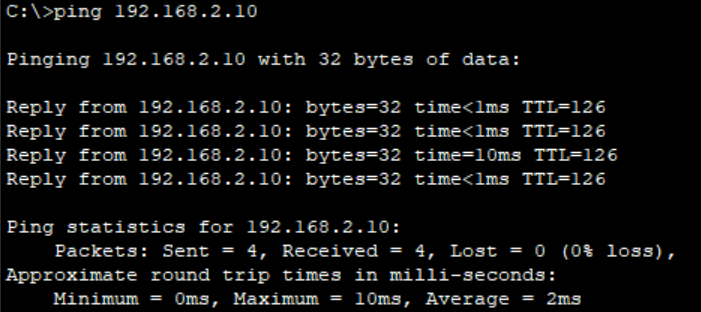 C:\>ping 192.168.2.10
Pinging 192.168.2.10 with 32 bytes of data:
Reply from 192.168.2.10: bytes=32 time<1ms TTL=126
Reply from 192.168.2.10: bytes=32 time<1ms TTL=126
Reply from 192.168.2.10: bytes=32 time=10ms TTL=126
Reply from 192.168.2.10: bytes=32 time<1ms TTL=126
Ping statistics for 192.168.2.10:
    Packets: Sent = 4, Received = 4, Lost = 0 (0% loss),
Approximate round trip times in milli-seconds:
    Minimum = 0ms, Maximum = 10ms, Average = 2ms